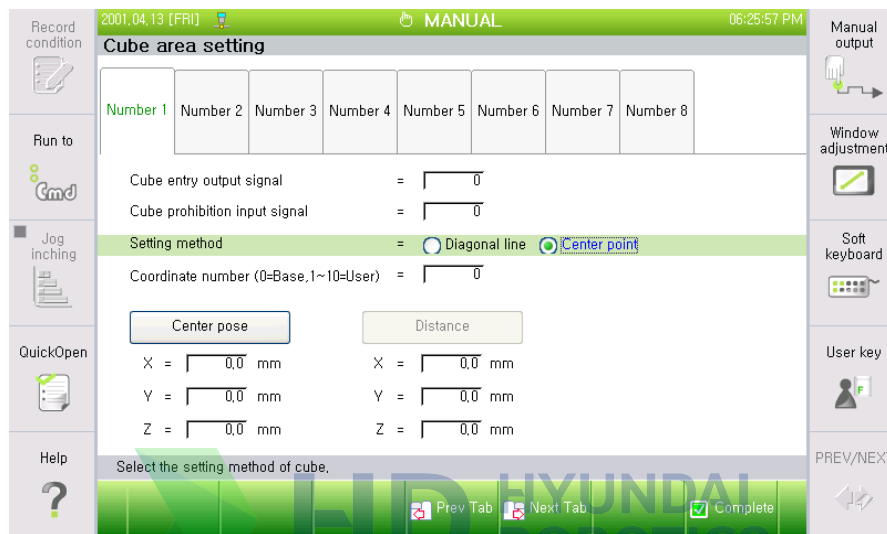 2001.04.13 [FRI] MANUAL 06:25:57 PM
Cube area setting
Record condition
Run to
Cmd
Jog inching
QuickOpen
Help
?
Number 1 Number 2 Number 3 Number 4 Number 5 Number 6 Number 7 Number 8
Cube entry output signal = 0
Cube prohibition input signal = 0
Setting method = Diagonal line Center point
Coordinate number (0=Base,1~10=User) = 0
Center pose Distance
X = 0.0 mm X = 0.0 mm
Y = 0.0 mm Y = 0.0 mm
Z = 0.0 mm Z = 0.0 mm
Select the setting method of cube.
Prev Tab Next Tab Complete
HYUNDAI
ROBOTICS
Manual output
Window adjustment
Soft keyboard
User key
F
PREV/NEX